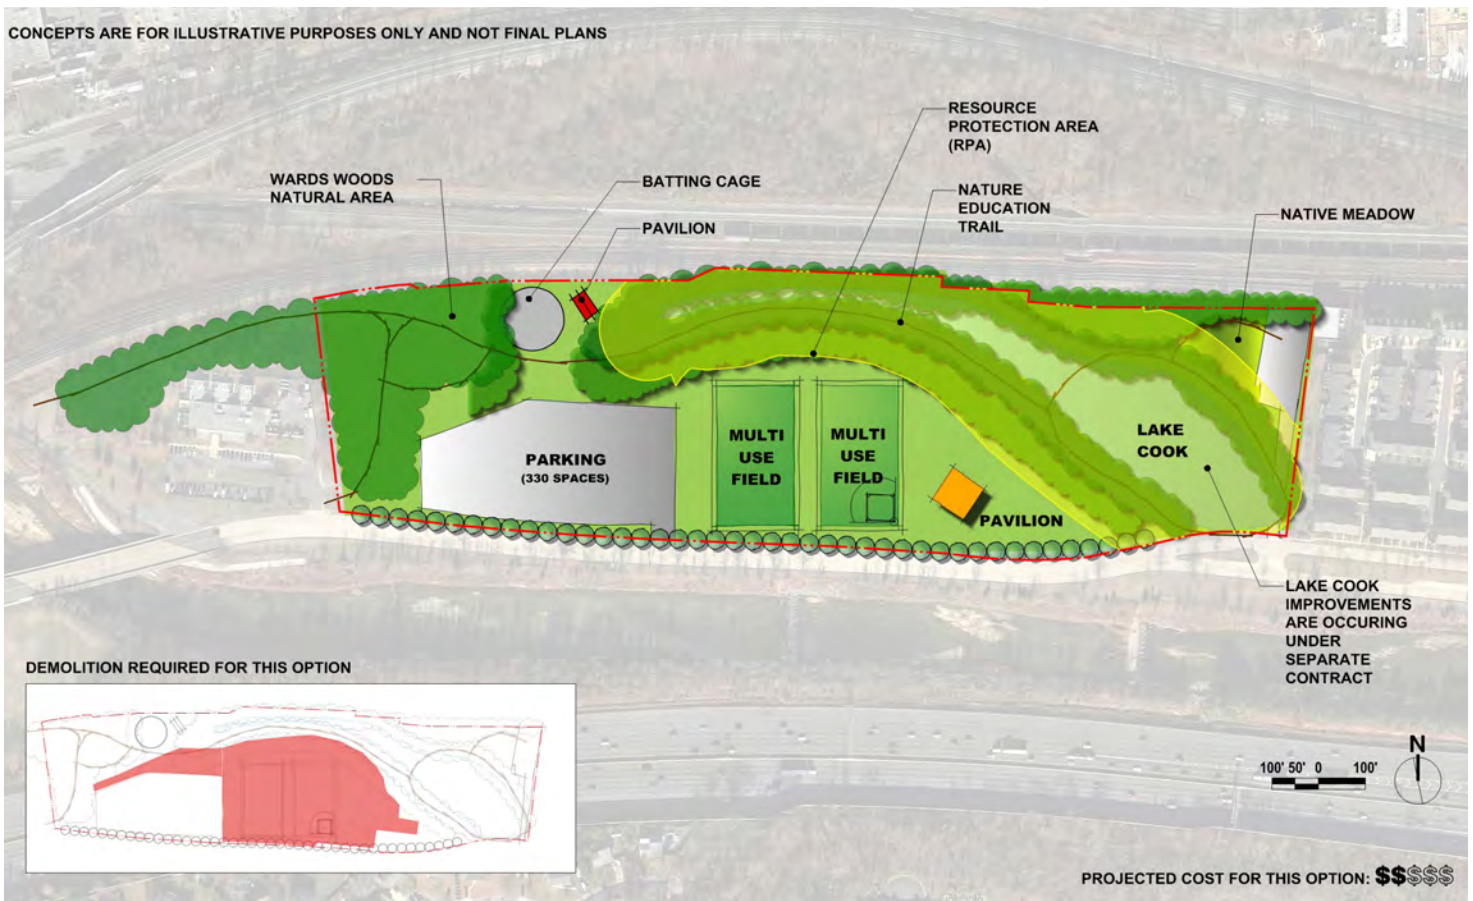 CONCEPTS ARE FOR ILLUSTRATIVE PURPOSES ONLY AND NOT FINAL PLANS
RESOURCE
PROTECTION AREA
(RPA)
WARDS WOODS
NATURAL AREA
BATTING CAGE
NATURE
EDUCATION
TRAIL
NATIVE MEADOW
PAVILION
PARKING
(330 SPACES)
MULTI
USE
FIELD
MULTI
USE
FIELD
LAKE
COOK
PAVILION
LAKE COOK
IMPROVEMENTS
ARE OCCURING
UNDER
SEPARATE
CONTRACT
DEMOLITION REQUIRED FOR THIS OPTION
N
100' 50' 0 100'
PROJECTED COST FOR THIS OPTION: $$$$$